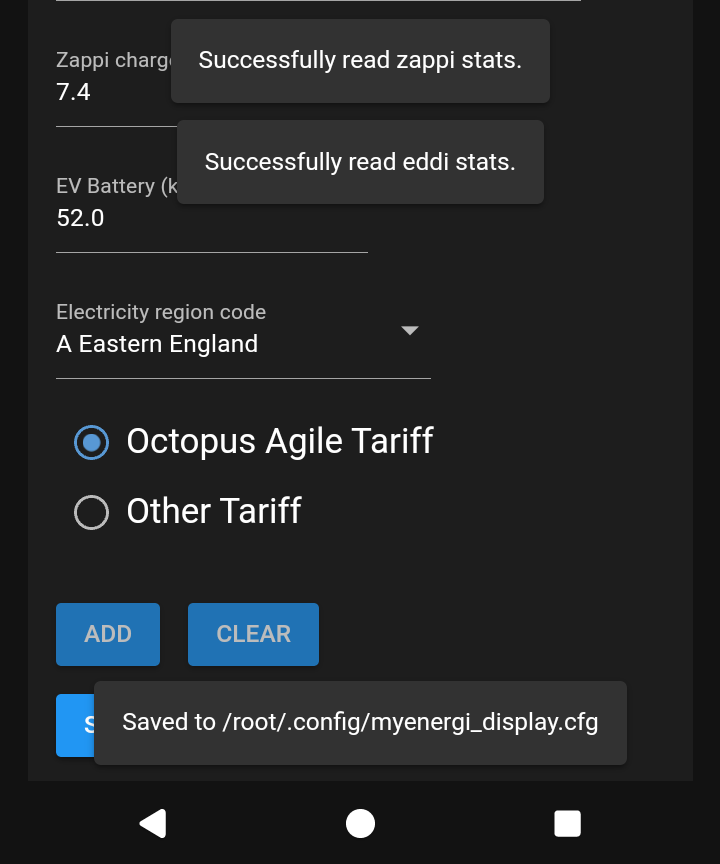 Successfully read zappi stats.
Zappi
7.4
Successfully read eddi stats.
EV Battery
52.0
Electricity region code
A Eastern England
Octopus Agile Tariff
Other Tariff
ADD
CLEAR
Saved to /root/.config/myenergi_display.cfg